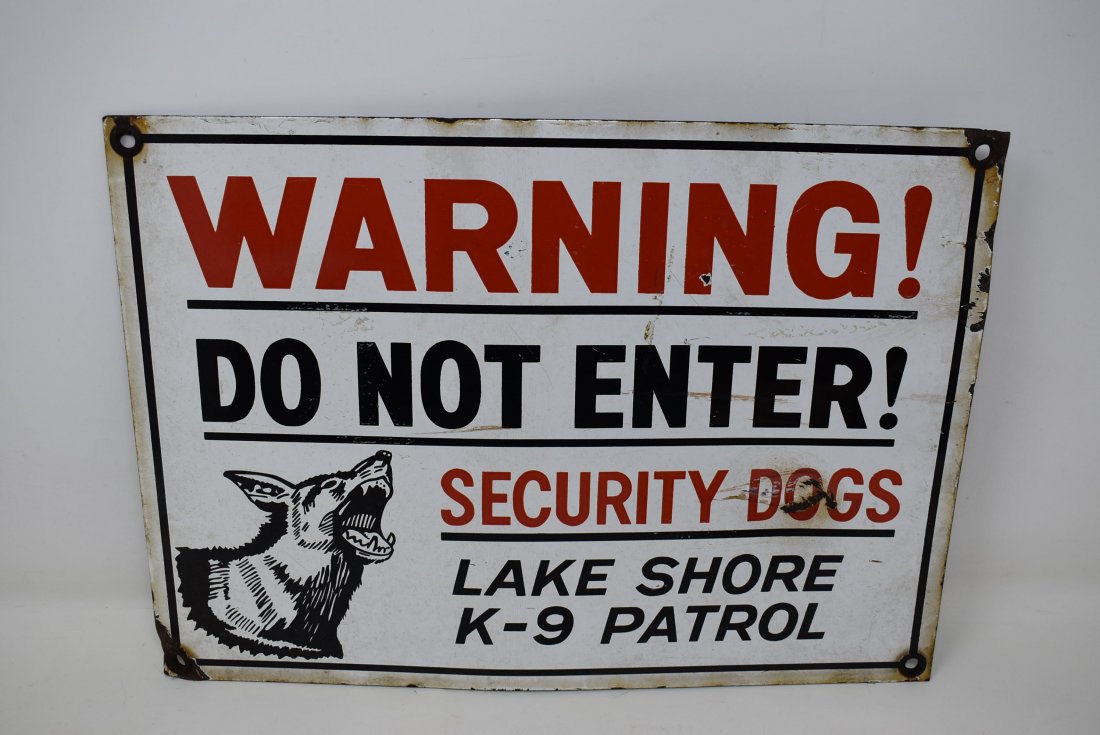 WARNING!
DO NOT ENTER!
SECURITY DOGS
LAKE SHORE
K-9 PATROL